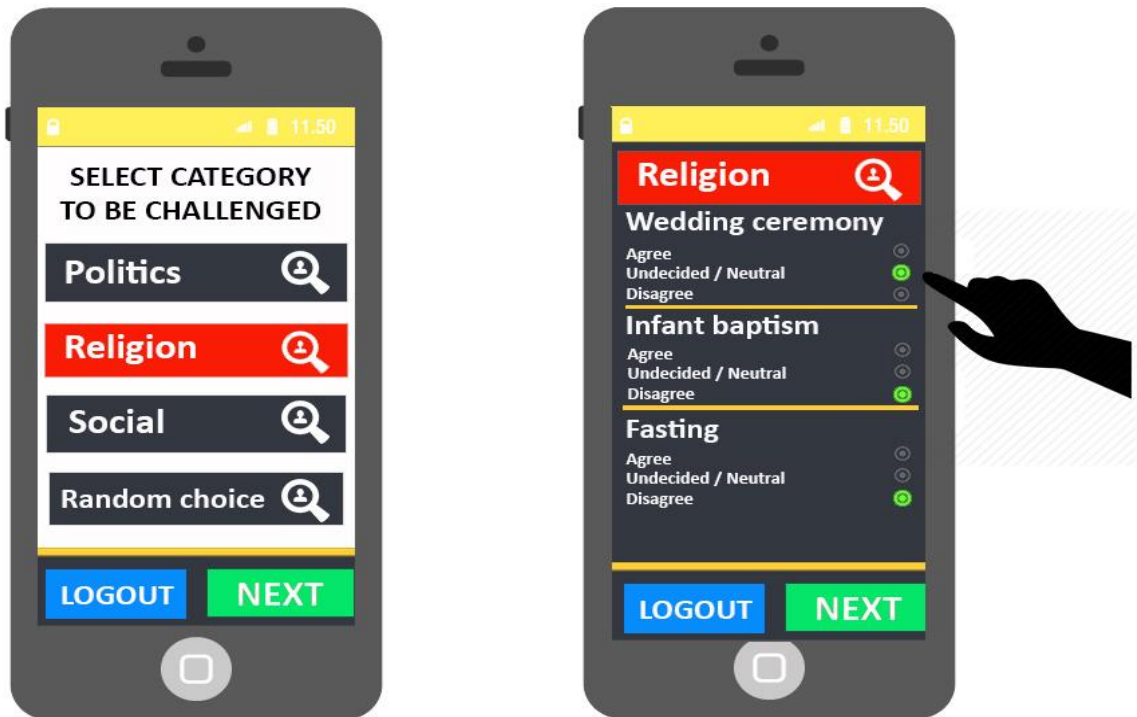 11.50
SELECT CATEGORY
TO BE CHALLENGED
Politics
Religion
Social
Random choice
LOGOUT NEXT
11.50
Religion
Wedding ceremony
Agree
Undecided / Neutral
Disagree
Infant baptism
Agree
Undecided / Neutral
Disagree
Fasting
Agree
Undecided / Neutral
Disagree
LOGOUT NEXT